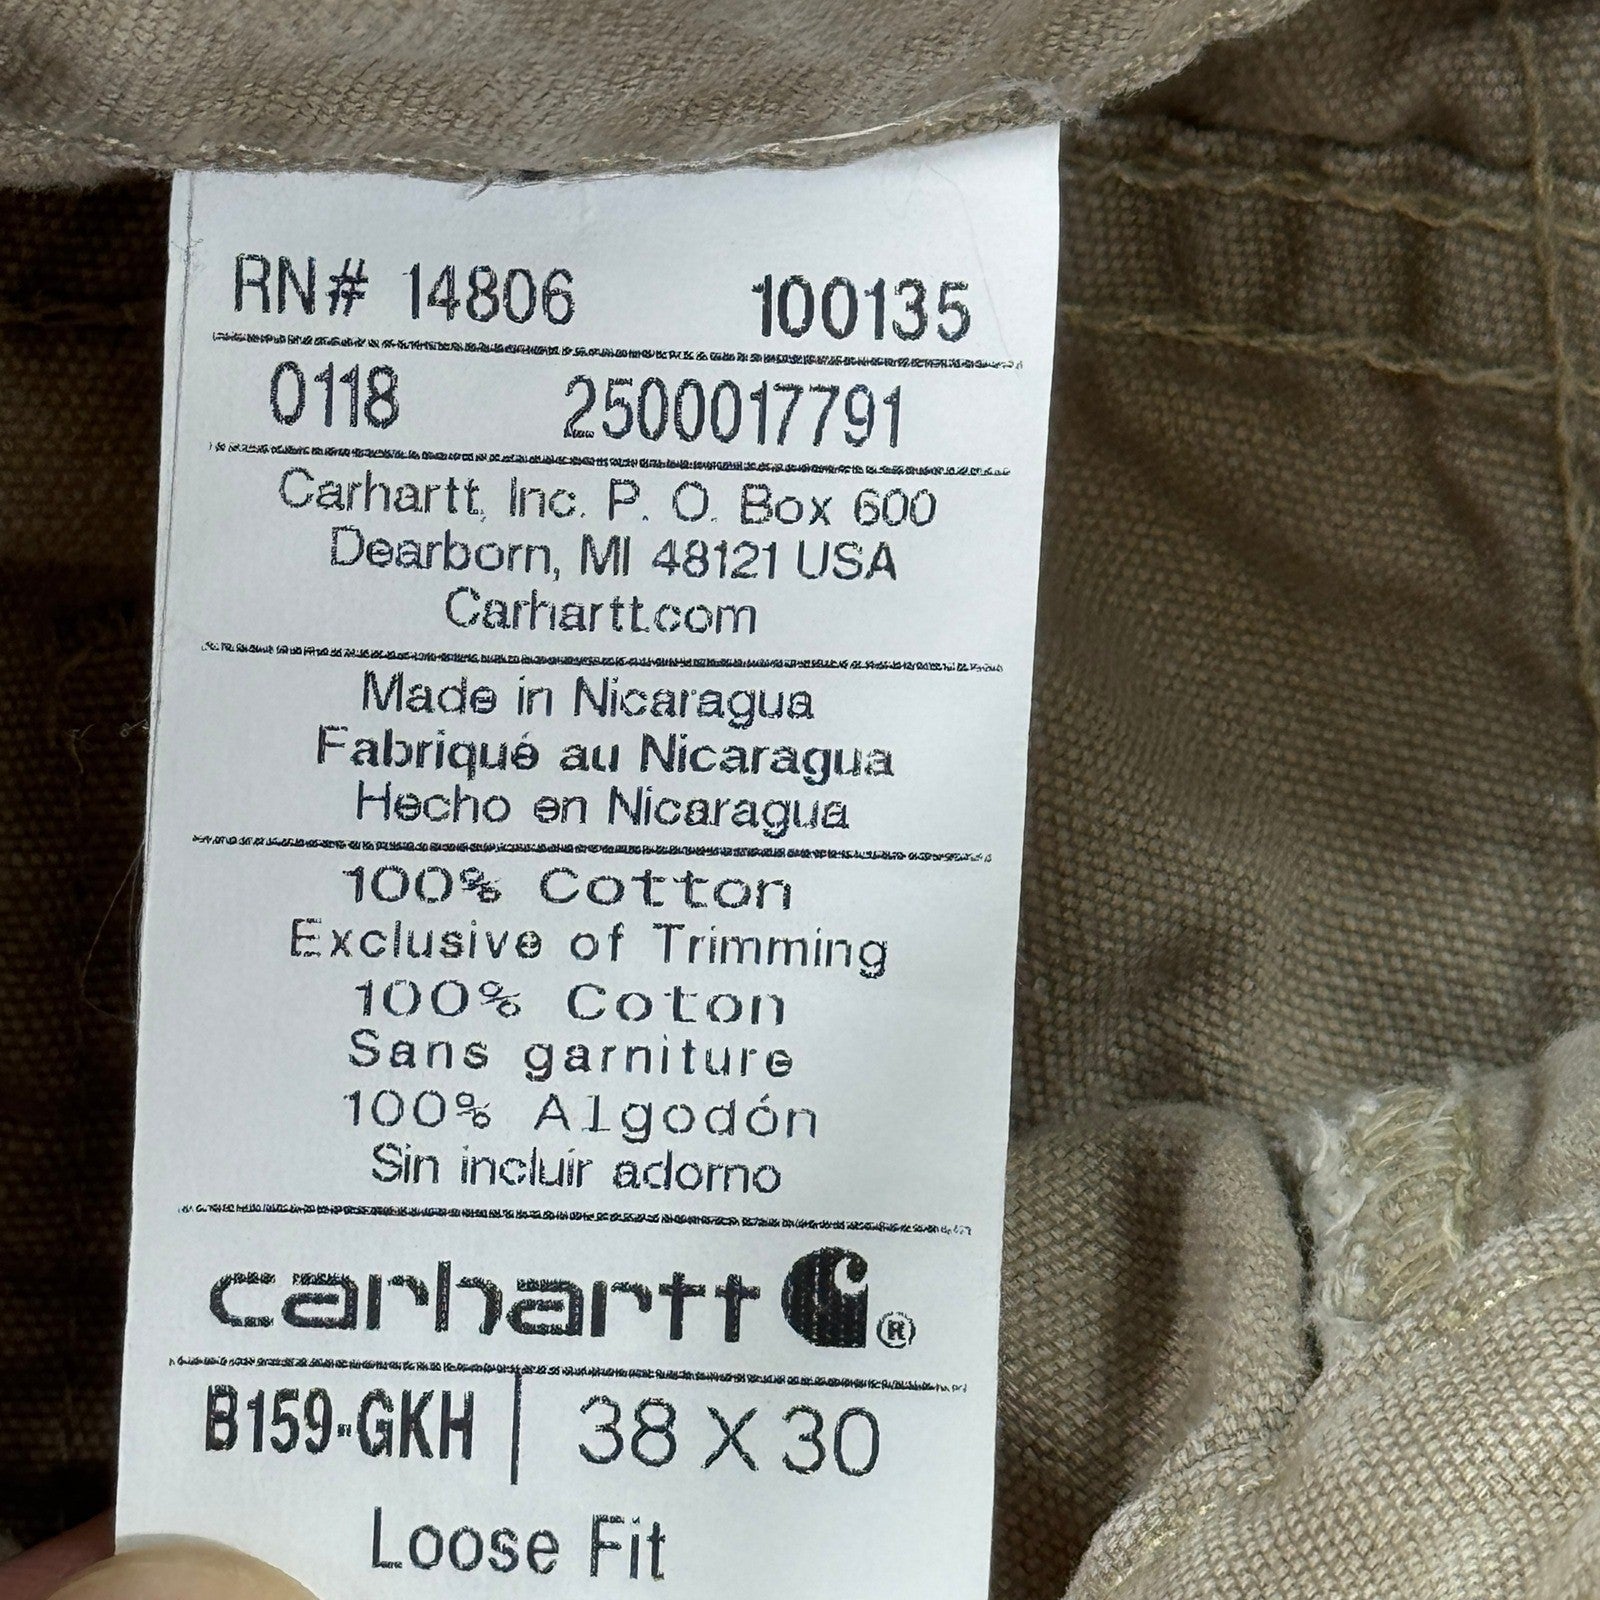 RN# 14806 100135
0118 2500017791
Carhartt, Inc. P. O. Box 600
Dearborn, MI 48121 USA
Carhartt.com
Made in Nicaragua
Fabriqué au Nicaragua
Hecho en Nicaragua
100% Cotton
Exclusive of Trimming
100% Coton
Sans garniture
100% Algodón
Sin incluir adorno
carhartt ®
B159-GKH | 38 X 30
Loose Fit